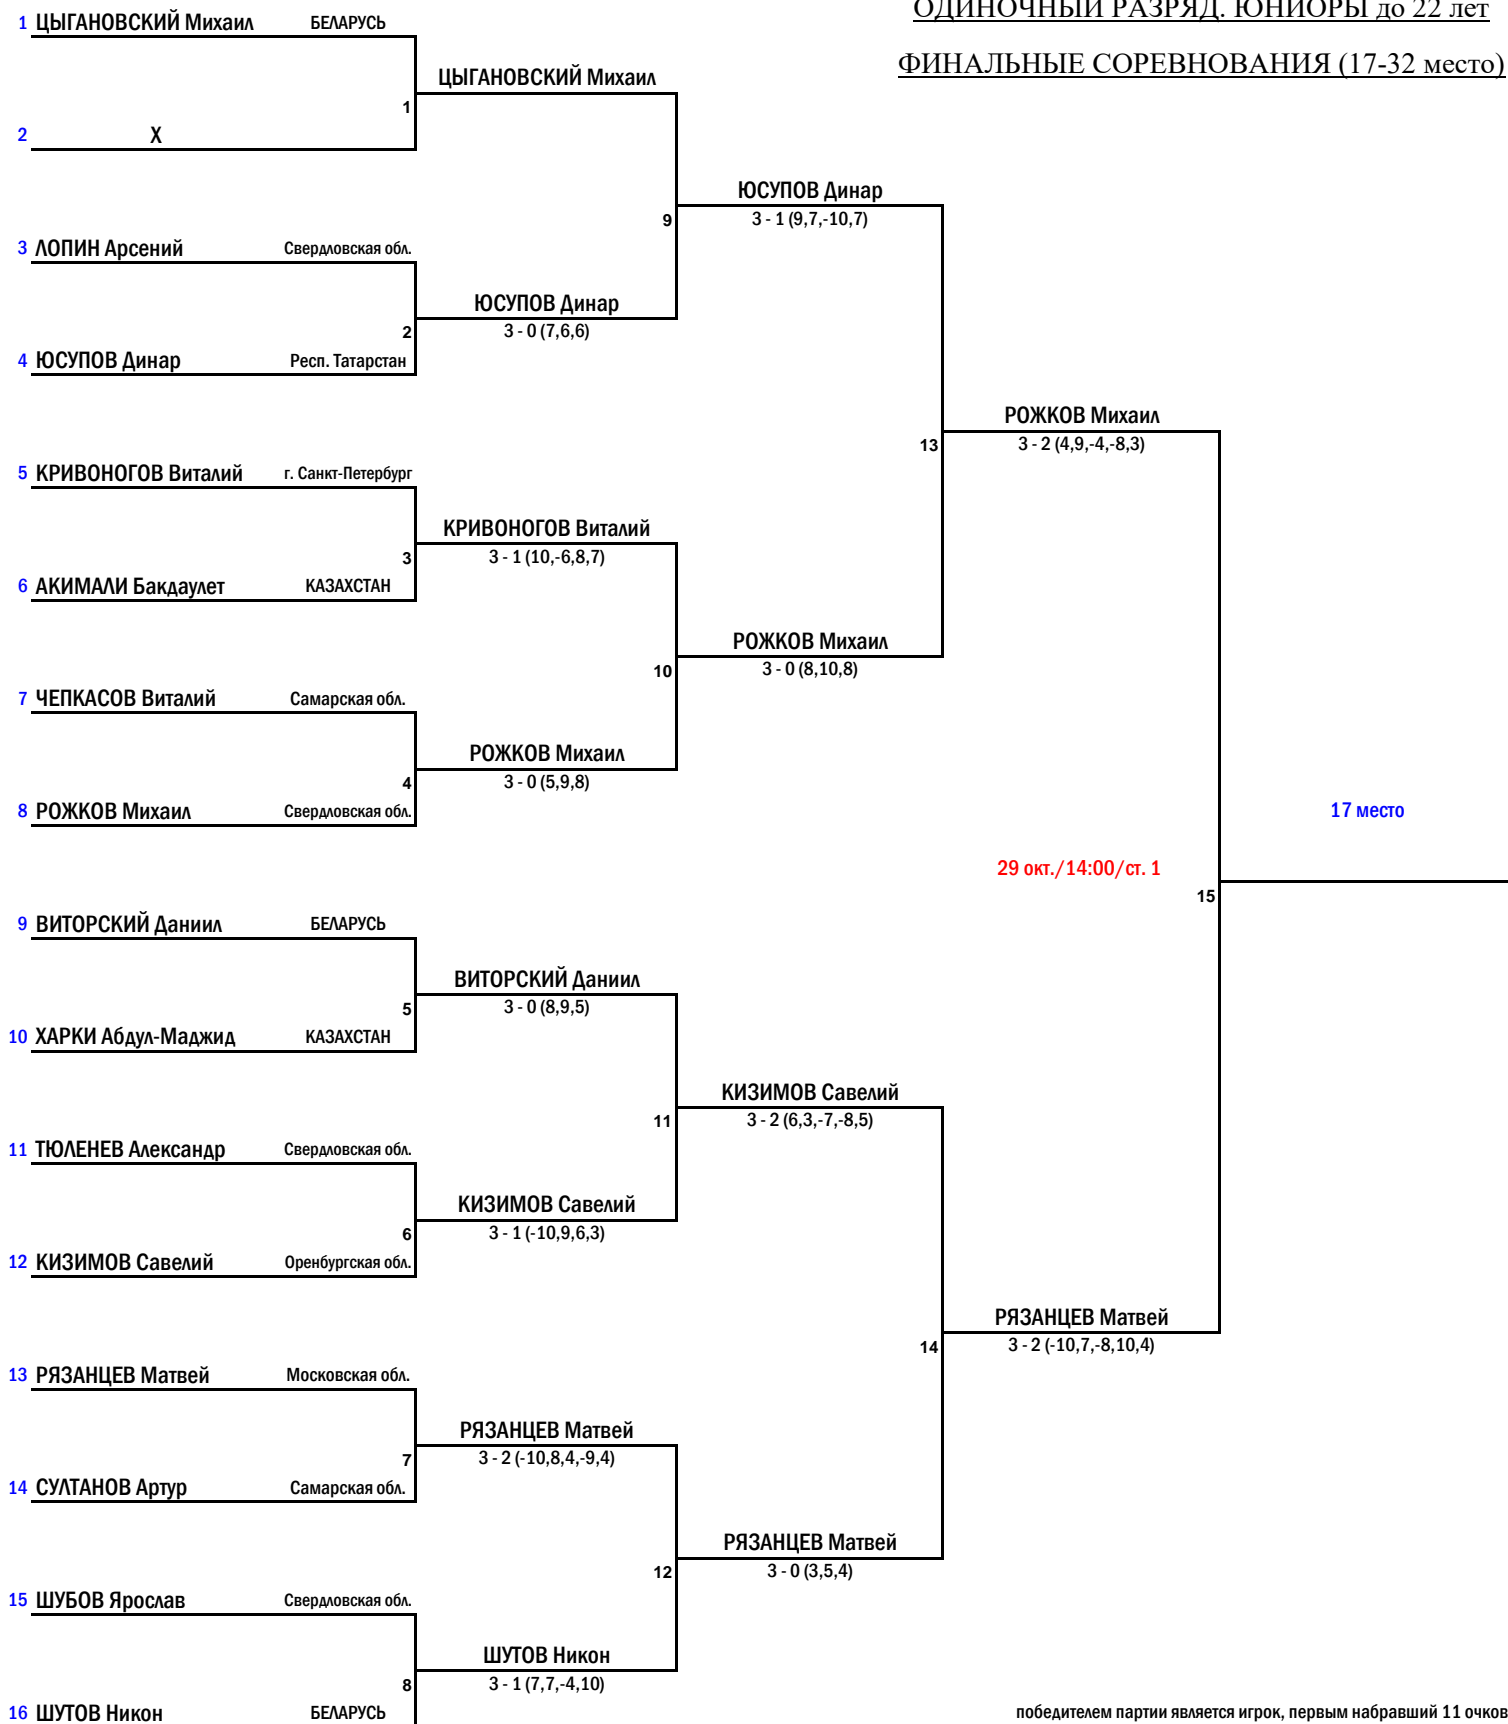 ОДИНОЧНЫЙ РАЗРЯД. ЮНИОРЫ до 22 лет
ФИНАЛЬНЫЕ СОРЕВНОВАНИЯ (17-32 место)
1 ЦЫГАНОВСКИЙ Михаил БЕЛАРУСЬ
ЦЫГАНОВСКИЙ Михаил
1
2 X
ЮСУПОВ Динар
9 3 - 1 (9,7,-10,7)
3 ЛОПИН Арсений Свердловская обл.
ЮСУПОВ Динар
2 3 - 0 (7,6,6)
4 ЮСУПОВ Динар Респ. Татарстан
РОЖКОВ Михаил
13 3 - 2 (4,9,-4,-8,3)
5 КРИВОНОГОВ Виталий г. Санкт-Петербург
КРИВОНОГОВ Виталий
3 3 - 1 (10,-6,8,7)
6 АКИМАЛИ Бакдаулет КАЗАХСТАН
РОЖКОВ Михаил
10 3 - 0 (8,10,8)
7 ЧЕПКАСОВ Виталий Самарская обл.
РОЖКОВ Михаил
4 3 - 0 (5,9,8)
8 РОЖКОВ Михаил Свердловская обл.
17 место
29 окт./14:00/ст. 1
15
9 ВИТОРСКИЙ Даниил БЕЛАРУСЬ
ВИТОРСКИЙ Даниил
5 3 - 0 (8,9,5)
10 ХАРКИ Абдул-Маджид КАЗАХСТАН
КИЗИМОВ Савелий
11 3 - 2 (6,3,-7,-8,5)
11 ТЮЛЕНЕВ Александр Свердловская обл.
КИЗИМОВ Савелий
6 3 - 1 (-10,9,6,3)
12 КИЗИМОВ Савелий Оренбургская обл.
РЯЗАНЦЕВ Матвей
14 3 - 2 (-10,7,-8,10,4)
13 РЯЗАНЦЕВ Матвей Московская обл.
РЯЗАНЦЕВ Матвей
7 3 - 2 (-10,8,4,-9,4)
14 СУЛТАНОВ Артур Самарская обл.
РЯЗАНЦЕВ Матвей
12 3 - 0 (3,5,4)
15 ШУБОВ Ярослав Свердловская обл.
ШУТОВ Никон
8 3 - 1 (7,7,-4,10)
16 ШУТОВ Никон БЕЛАРУСЬ
победителем партии является игрок, первым набравший 11 очков